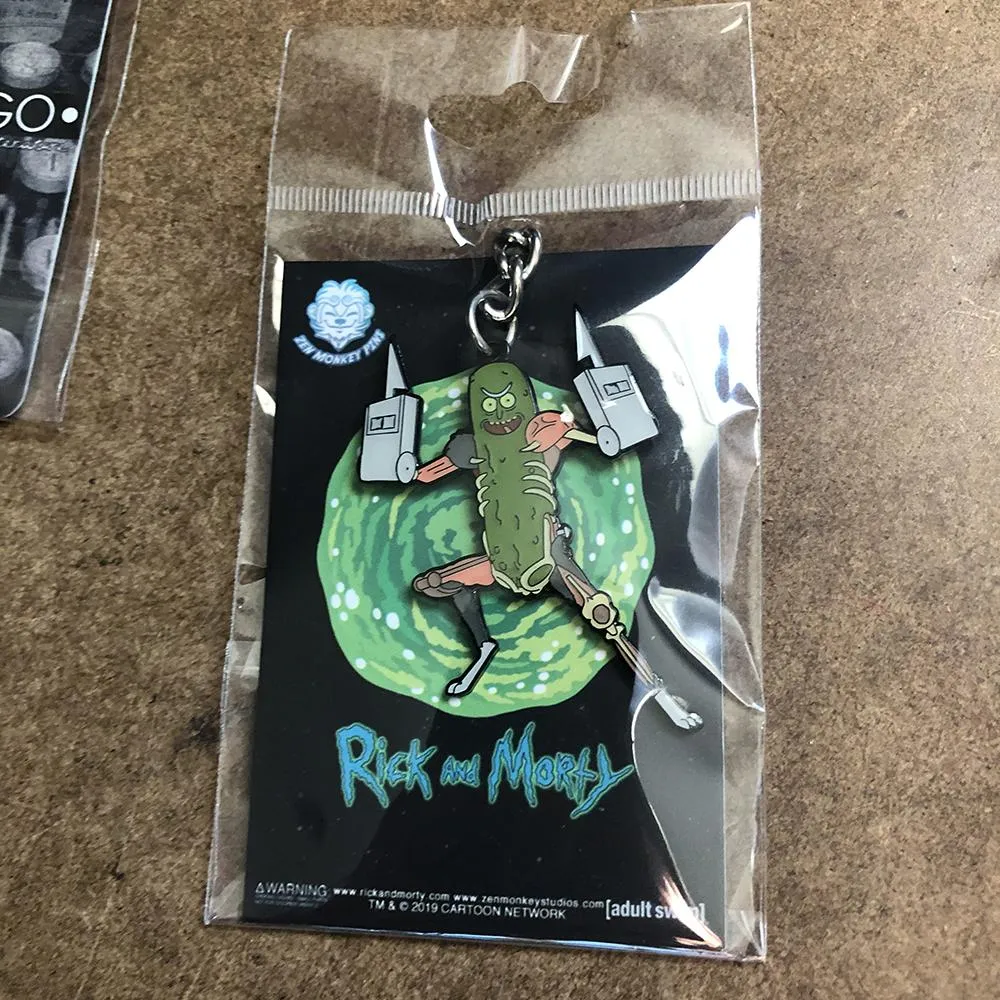 GO•
ZEN MONKEY PINS
RICK AND MORTY
⚠WARNING
www.rickandmorty.com www.zenmonkeystudios.com
TM & © 2019 CARTOON NETWORK
[adult swim]